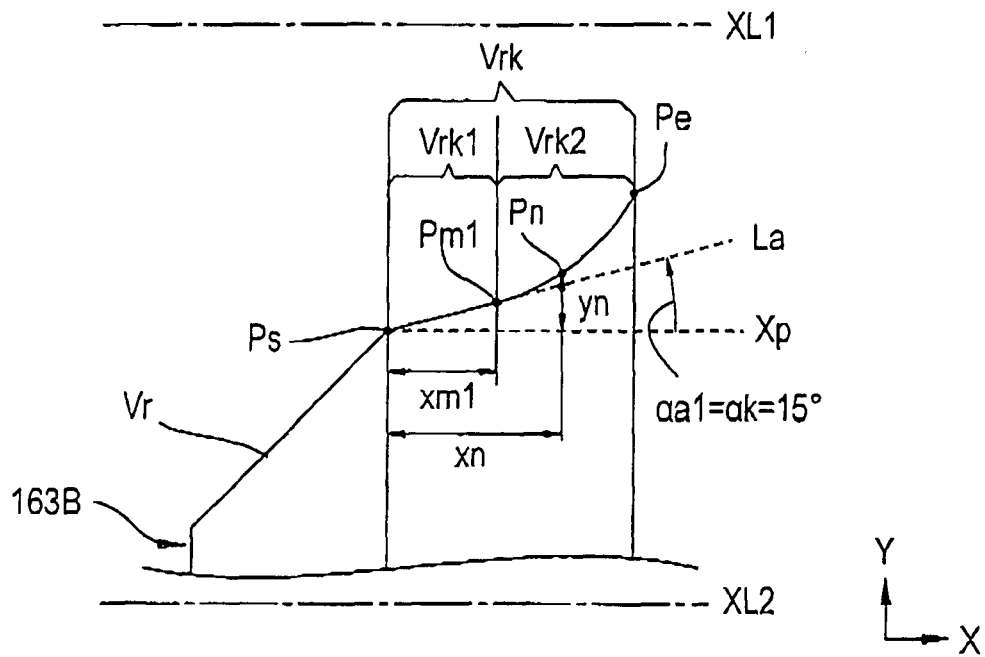 XL1
Vrk
Pe
Vrk1
Vrk2
Pn
Pm1
La
yn
Ps
Xp
xm1
αa1=αk=15°
Vr
xn
163B
Y
XL2
X